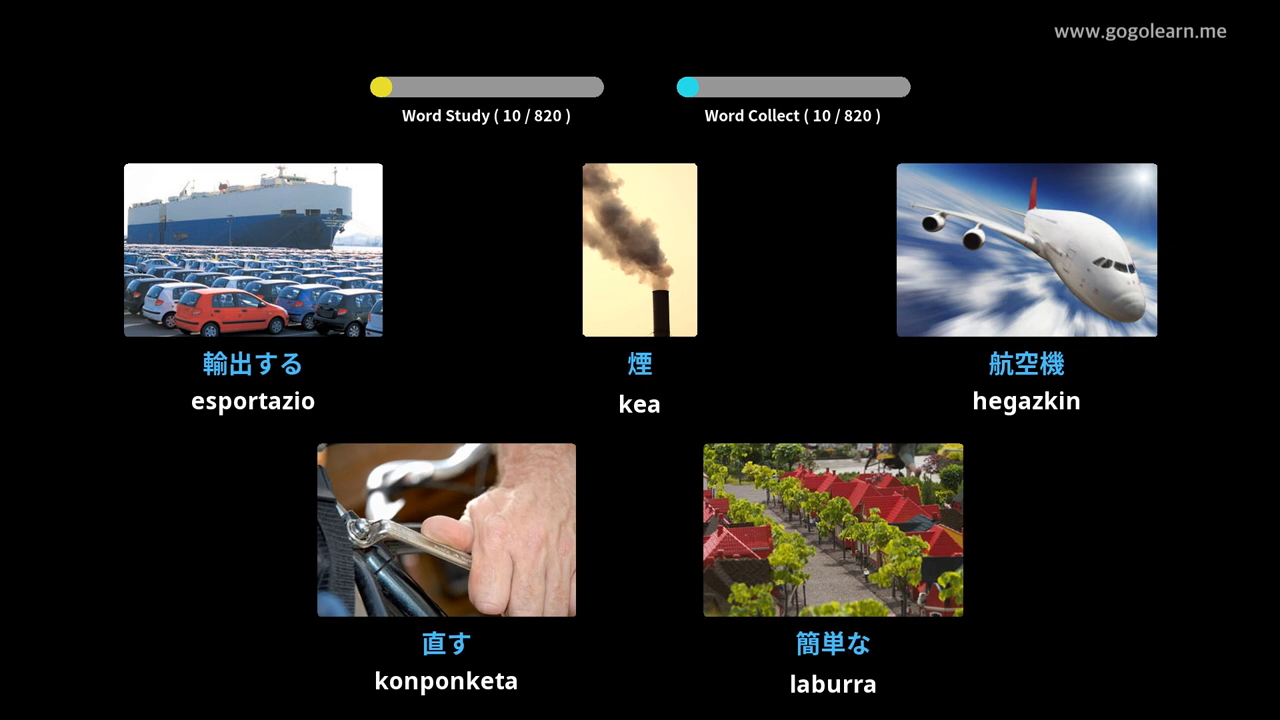 www.gogolearn.me
Word Study ( 10 / 820 )
Word Collect ( 10 / 820 )
輸出する
esportazio
煙
kea
航空機
hegazkin
直す
konponketa
簡単な
laburra